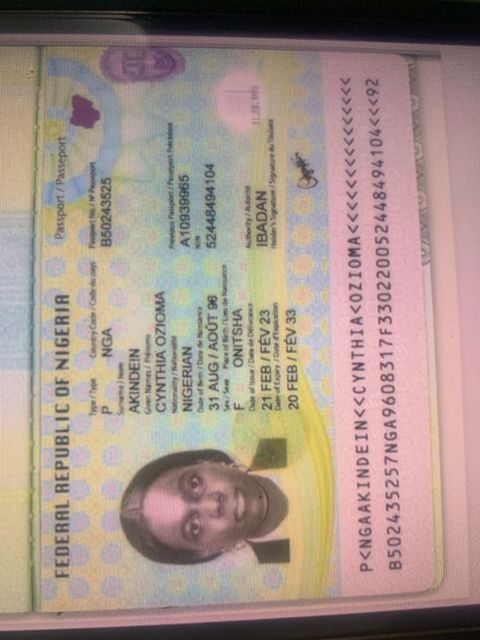 FEDERAL REPUBLIC OF NIGERIA
Passport / Passeport
Type / Type Country Code / Code du pays Passport No. / Nº Passeport
P NGA B50243525
Surname / Nom
AKINDEIN
Given Names / Prénoms
CYNTHIA OZIOMA
Nationality / Nationalité Previous Passport / Passeport Précédent
NIGERIAN A10939965
Date of Birth / Date de Naissance NIN
31 AUG / AOÛT 96 52448494104
Sex / Sexe Place of Birth / Lieu de Naissance
F ONITSHA
Date of Issue / Date de Délivrance Authority / Autorité
21 FEB / FÉV 23 IBADAN
Date of Expiry / Date d'Expiration Holder's Signature / Signature du Titulaire
20 FEB / FÉV 33
P<NGAAKINDEIN<<CYNTHIA<OZIOMA<<<<<<<<<<<<<<<
B502435257NGA9608317F330220052448494104<<<92